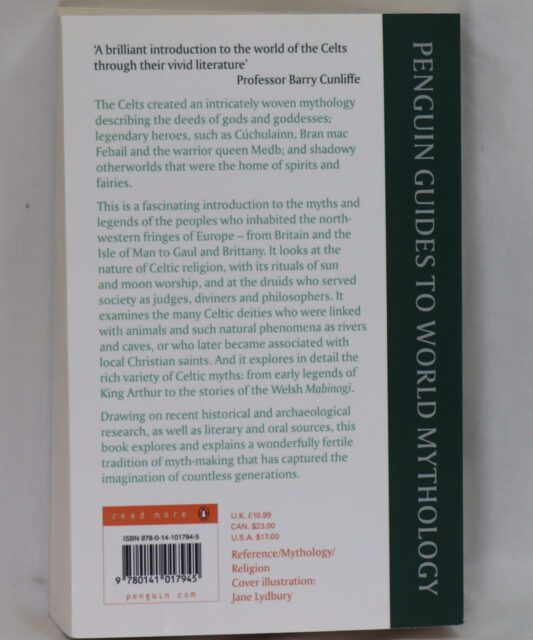 'A brilliant introduction to the world of the Celts
through their vivid literature'
Professor Barry Cunliffe
The Celts created an intricately woven mythology
describing the deeds of gods and goddesses;
legendary heroes, such as Cúchulainn, Bran mac
Febail and the warrior queen Medb; and shadowy
otherworlds that were the home of spirits and
fairies.
This is a fascinating introduction to the myths and
legends of the peoples who inhabited the north-
western fringes of Europe – from Britain and the
Isle of Man to Gaul and Brittany. It looks at the
nature of Celtic religion, with its rituals of sun
and moon worship, and at the druids who served
society as judges, diviners and philosophers. It
examines the many Celtic deities who were linked
with animals and such natural phenomena as rivers
and caves, or who later became associated with
local Christian saints. And it explores in detail the
rich variety of Celtic myths: from early legends of
King Arthur to the stories of the Welsh Mabinogi.
Drawing on recent historical and archaeological
research, as well as literary and oral sources, this
book explores and explains a wonderfully fertile
tradition of myth-making that has captured the
imagination of countless generations.
read more
ISBN 978-0-14-101794-5
9 780141 017945
penguin.com
U.K. £10.99
CAN. $23.00
U.S.A. $17.00
Reference/Mythology/
Religion
Cover illustration:
Jane Lydbury
PENGUIN GUIDES TO WORLD MYTHOLOGY